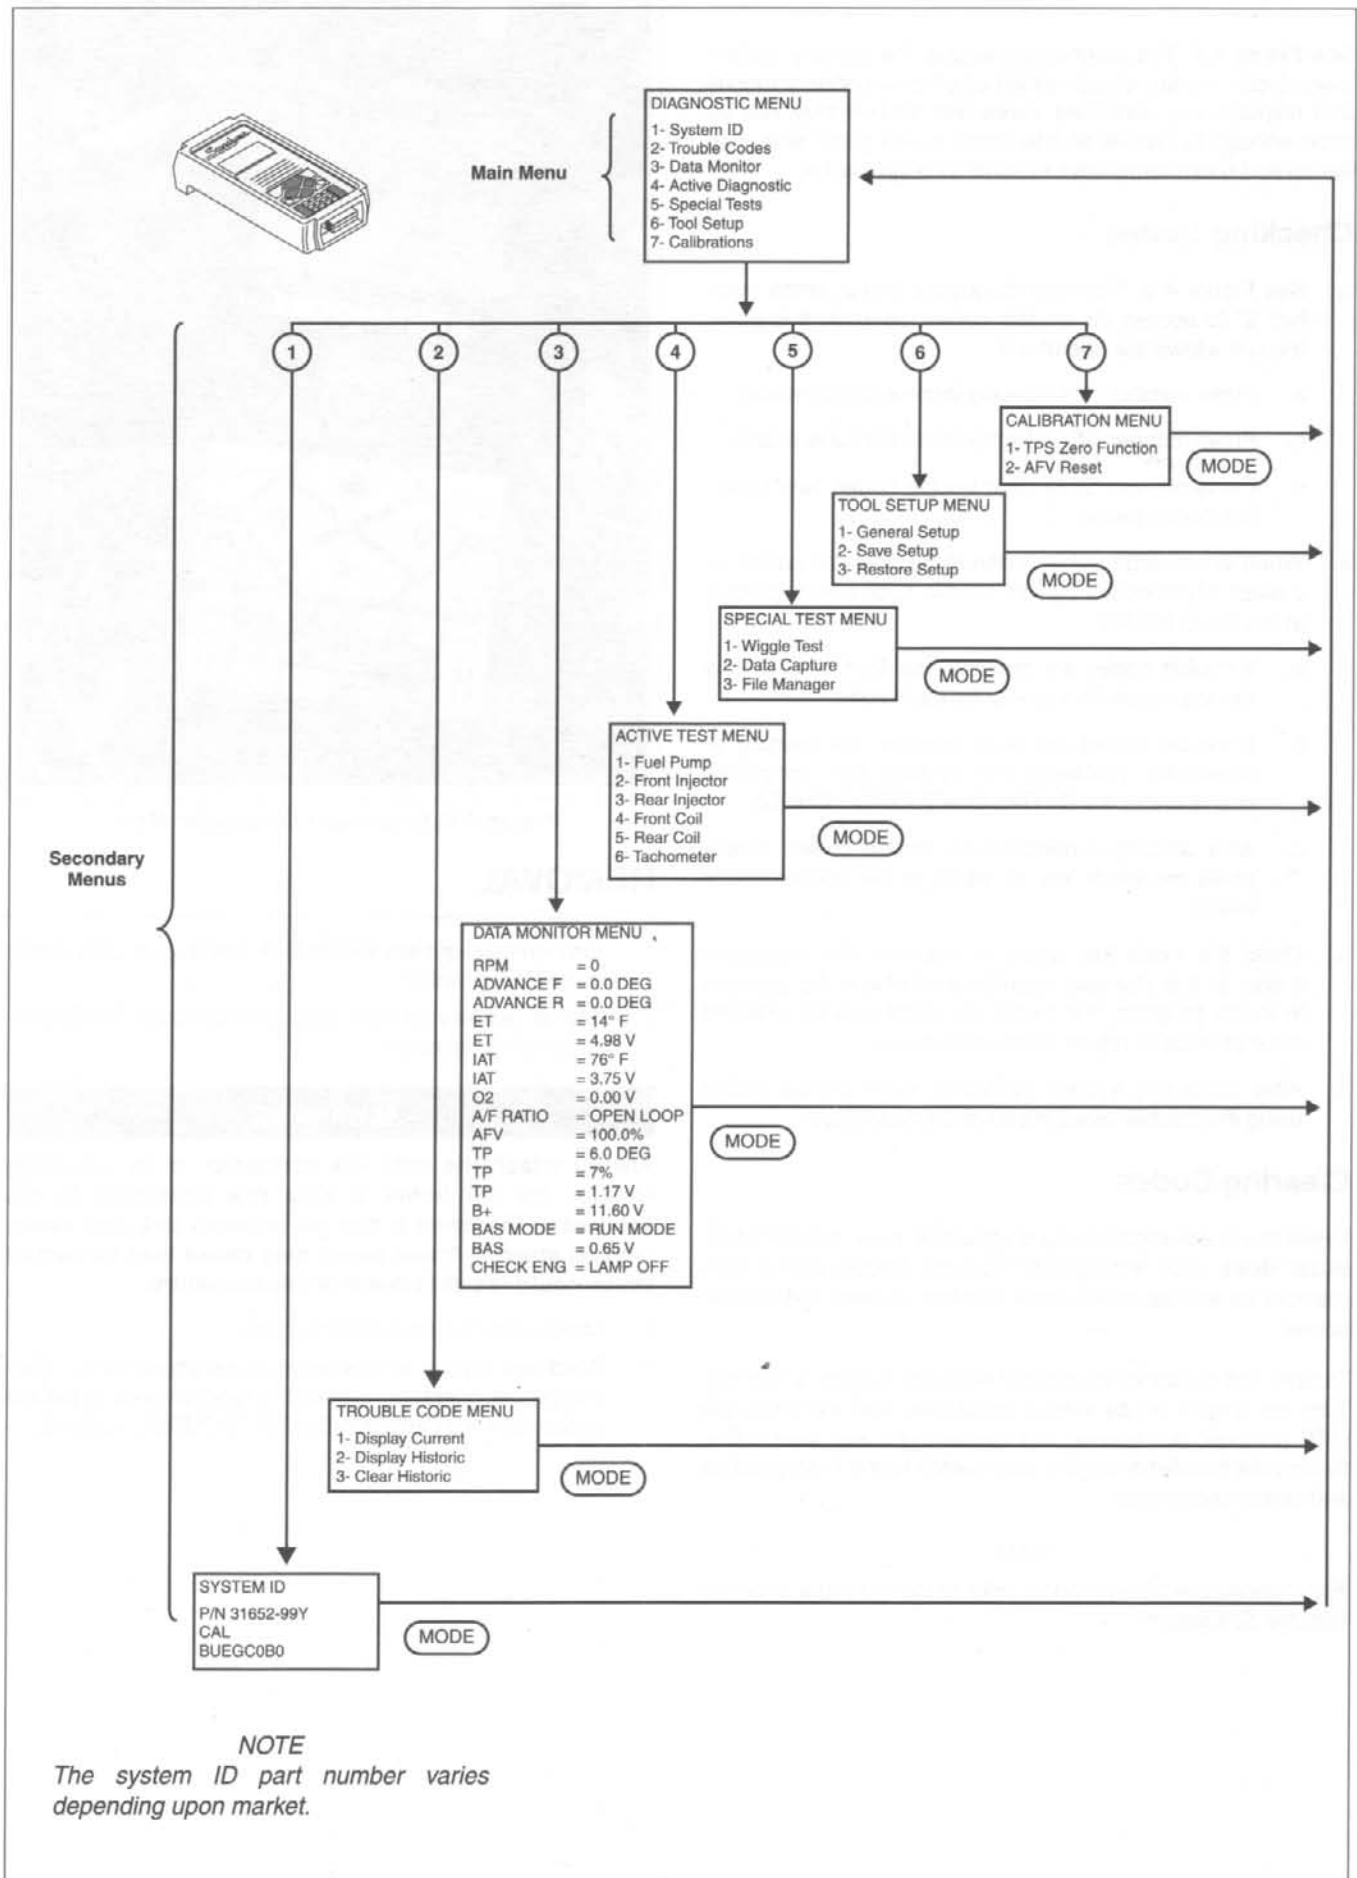 DIAGNOSTIC MENU
1- System ID
2- Trouble Codes
3- Data Monitor
4- Active Diagnostic
5- Special Tests
6- Tool Setup
7- Calibrations
Main Menu
1 2 3 4 5 6 7
CALIBRATION MENU
1- TPS Zero Function
2- AFV Reset
MODE
TOOL SETUP MENU
1- General Setup
2- Save Setup
3- Restore Setup
MODE
SPECIAL TEST MENU
1- Wiggle Test
2- Data Capture
3- File Manager
MODE
ACTIVE TEST MENU
1- Fuel Pump
2- Front Injector
3- Rear Injector
4- Front Coil
5- Rear Coil
6- Tachometer
MODE
Secondary
Menus
DATA MONITOR MENU
RPM = 0
ADVANCE F = 0.0 DEG
ADVANCE R = 0.0 DEG
ET = 14° F
ET = 4.98 V
IAT = 76° F
IAT = 3.75 V
O2 = 0.00 V
A/F RATIO = OPEN LOOP
AFV = 100.0%
TP = 6.0 DEG
TP = 7%
TP = 1.17 V
B+ = 11.60 V
BAS MODE = RUN MODE
BAS = 0.65 V
CHECK ENG = LAMP OFF
MODE
TROUBLE CODE MENU
1- Display Current
2- Display Historic
3- Clear Historic
MODE
SYSTEM ID
P/N 31652-99Y
CAL
BUEGC0B0
MODE
NOTE
The system ID part number varies
depending upon market.